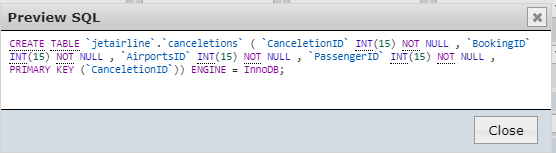 Preview SQL
CREATE TABLE `jetairline`.`canceletions` ( `CanceletionID` INT(15) NOT NULL , `BookingID`
INT(15) NOT NULL , `AirportsID` INT(15) NOT NULL , `PassengerID` INT(15) NOT NULL ,
PRIMARY KEY (`CanceletionID`)) ENGINE = InnoDB;
Close